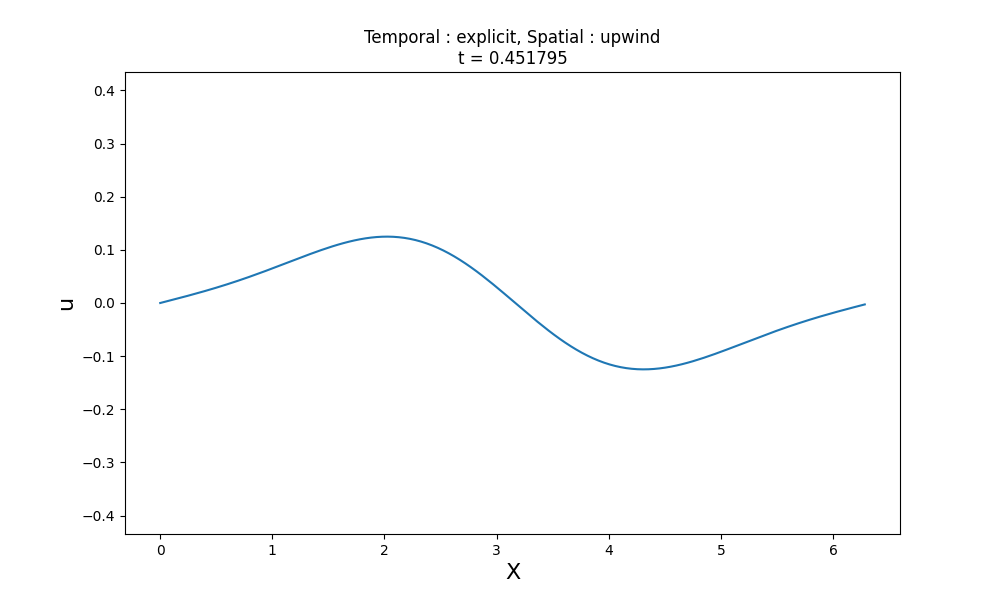 Temporal : explicit, Spatial : upwind
t = 0.451795
0.4
0.3
0.2
0.1
0.0
−0.1
−0.2
−0.3
−0.4
u
0 1 2 3 4 5 6
X